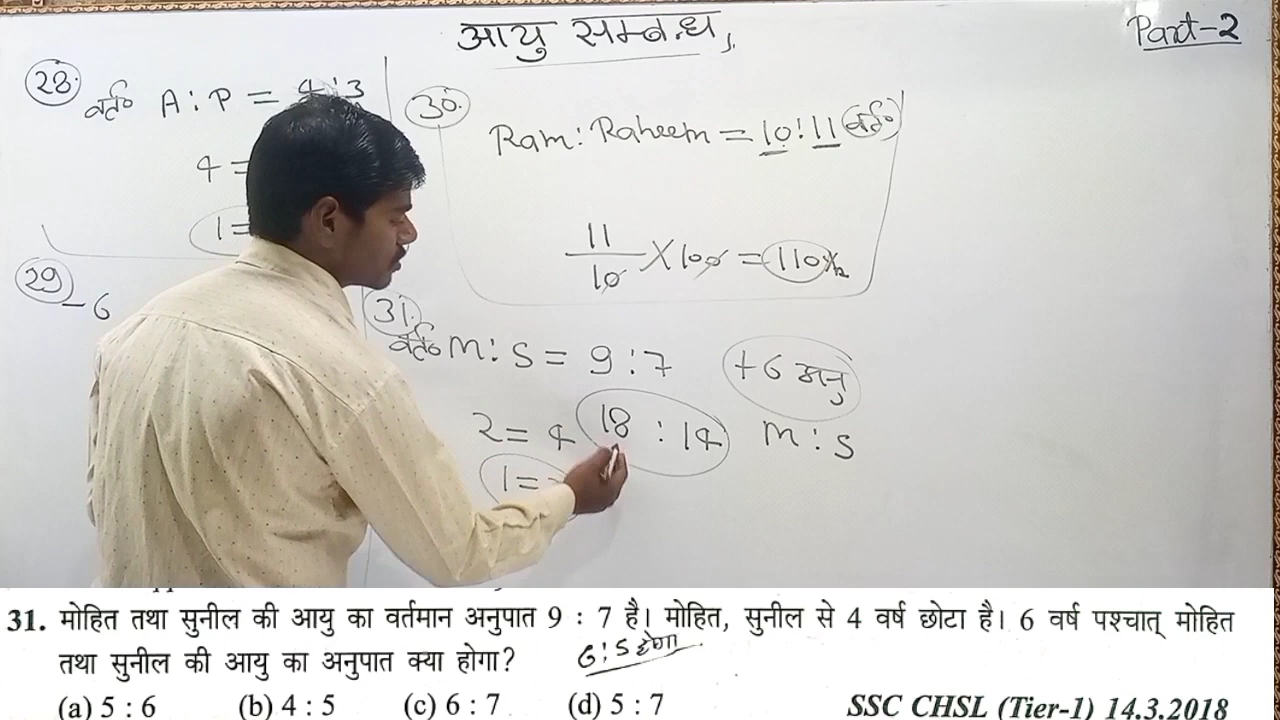 आयु सम्बन्ध,
Part-2
28.
वर्त० A : P = 4 : 3
4 =
1 =
29 - 6
30.
Ram : Raheem = 10 : 11 वर्त०
11
10 × 100 = 110%
31.
वर्त० M : S = 9 : 7
+6 अनु
2 = 4 18 : 14 M : S
1 =
31. मोहित तथा सुनील की आयु का वर्तमान अनुपात 9 : 7 है। मोहित, सुनील से 4 वर्ष छोटा है। 6 वर्ष पश्चात् मोहित
तथा सुनील की आयु का अनुपात क्या होगा?
6 : 5 होगा
(a) 5 : 6 (b) 4 : 5 (c) 6 : 7 (d) 5 : 7 SSC CHSL (Tier-1) 14.3.2018